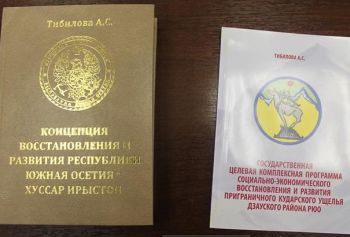 Тибилова А.С.
КОНЦЕПЦИЯ
ВОССТАНОВЛЕНИЯ И
РАЗВИТИЯ РЕСПУБЛИКИ
ЮЖНАЯ ОСЕТИЯ -
ХУССАР ИРЫСТОН
ТИБИЛОВА А.С.
ГОСУДАРСТВЕННАЯ
ЦЕЛЕВАЯ КОМПЛЕКСНАЯ ПРОГРАММА
СОЦИАЛЬНО-ЭКОНОМИЧЕСКОГО
ВОССТАНОВЛЕНИЯ И РАЗВИТИЯ
ПРИГРАНИЧНОГО КУДАРСКОГО УЩЕЛЬЯ
ДЗАУСКОГО РАЙОНА РЮО